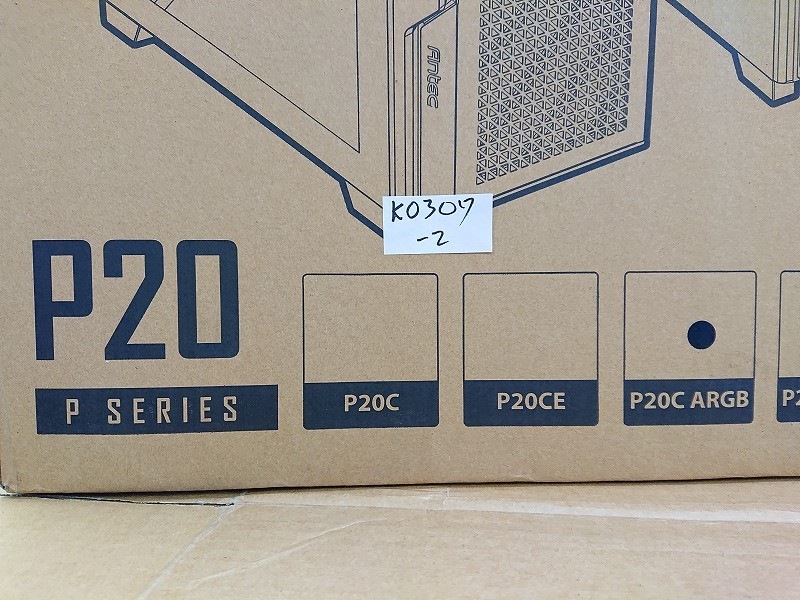 Antec
K0307
-2
P20
P SERIES
P20C
P20CE
P20C ARGB